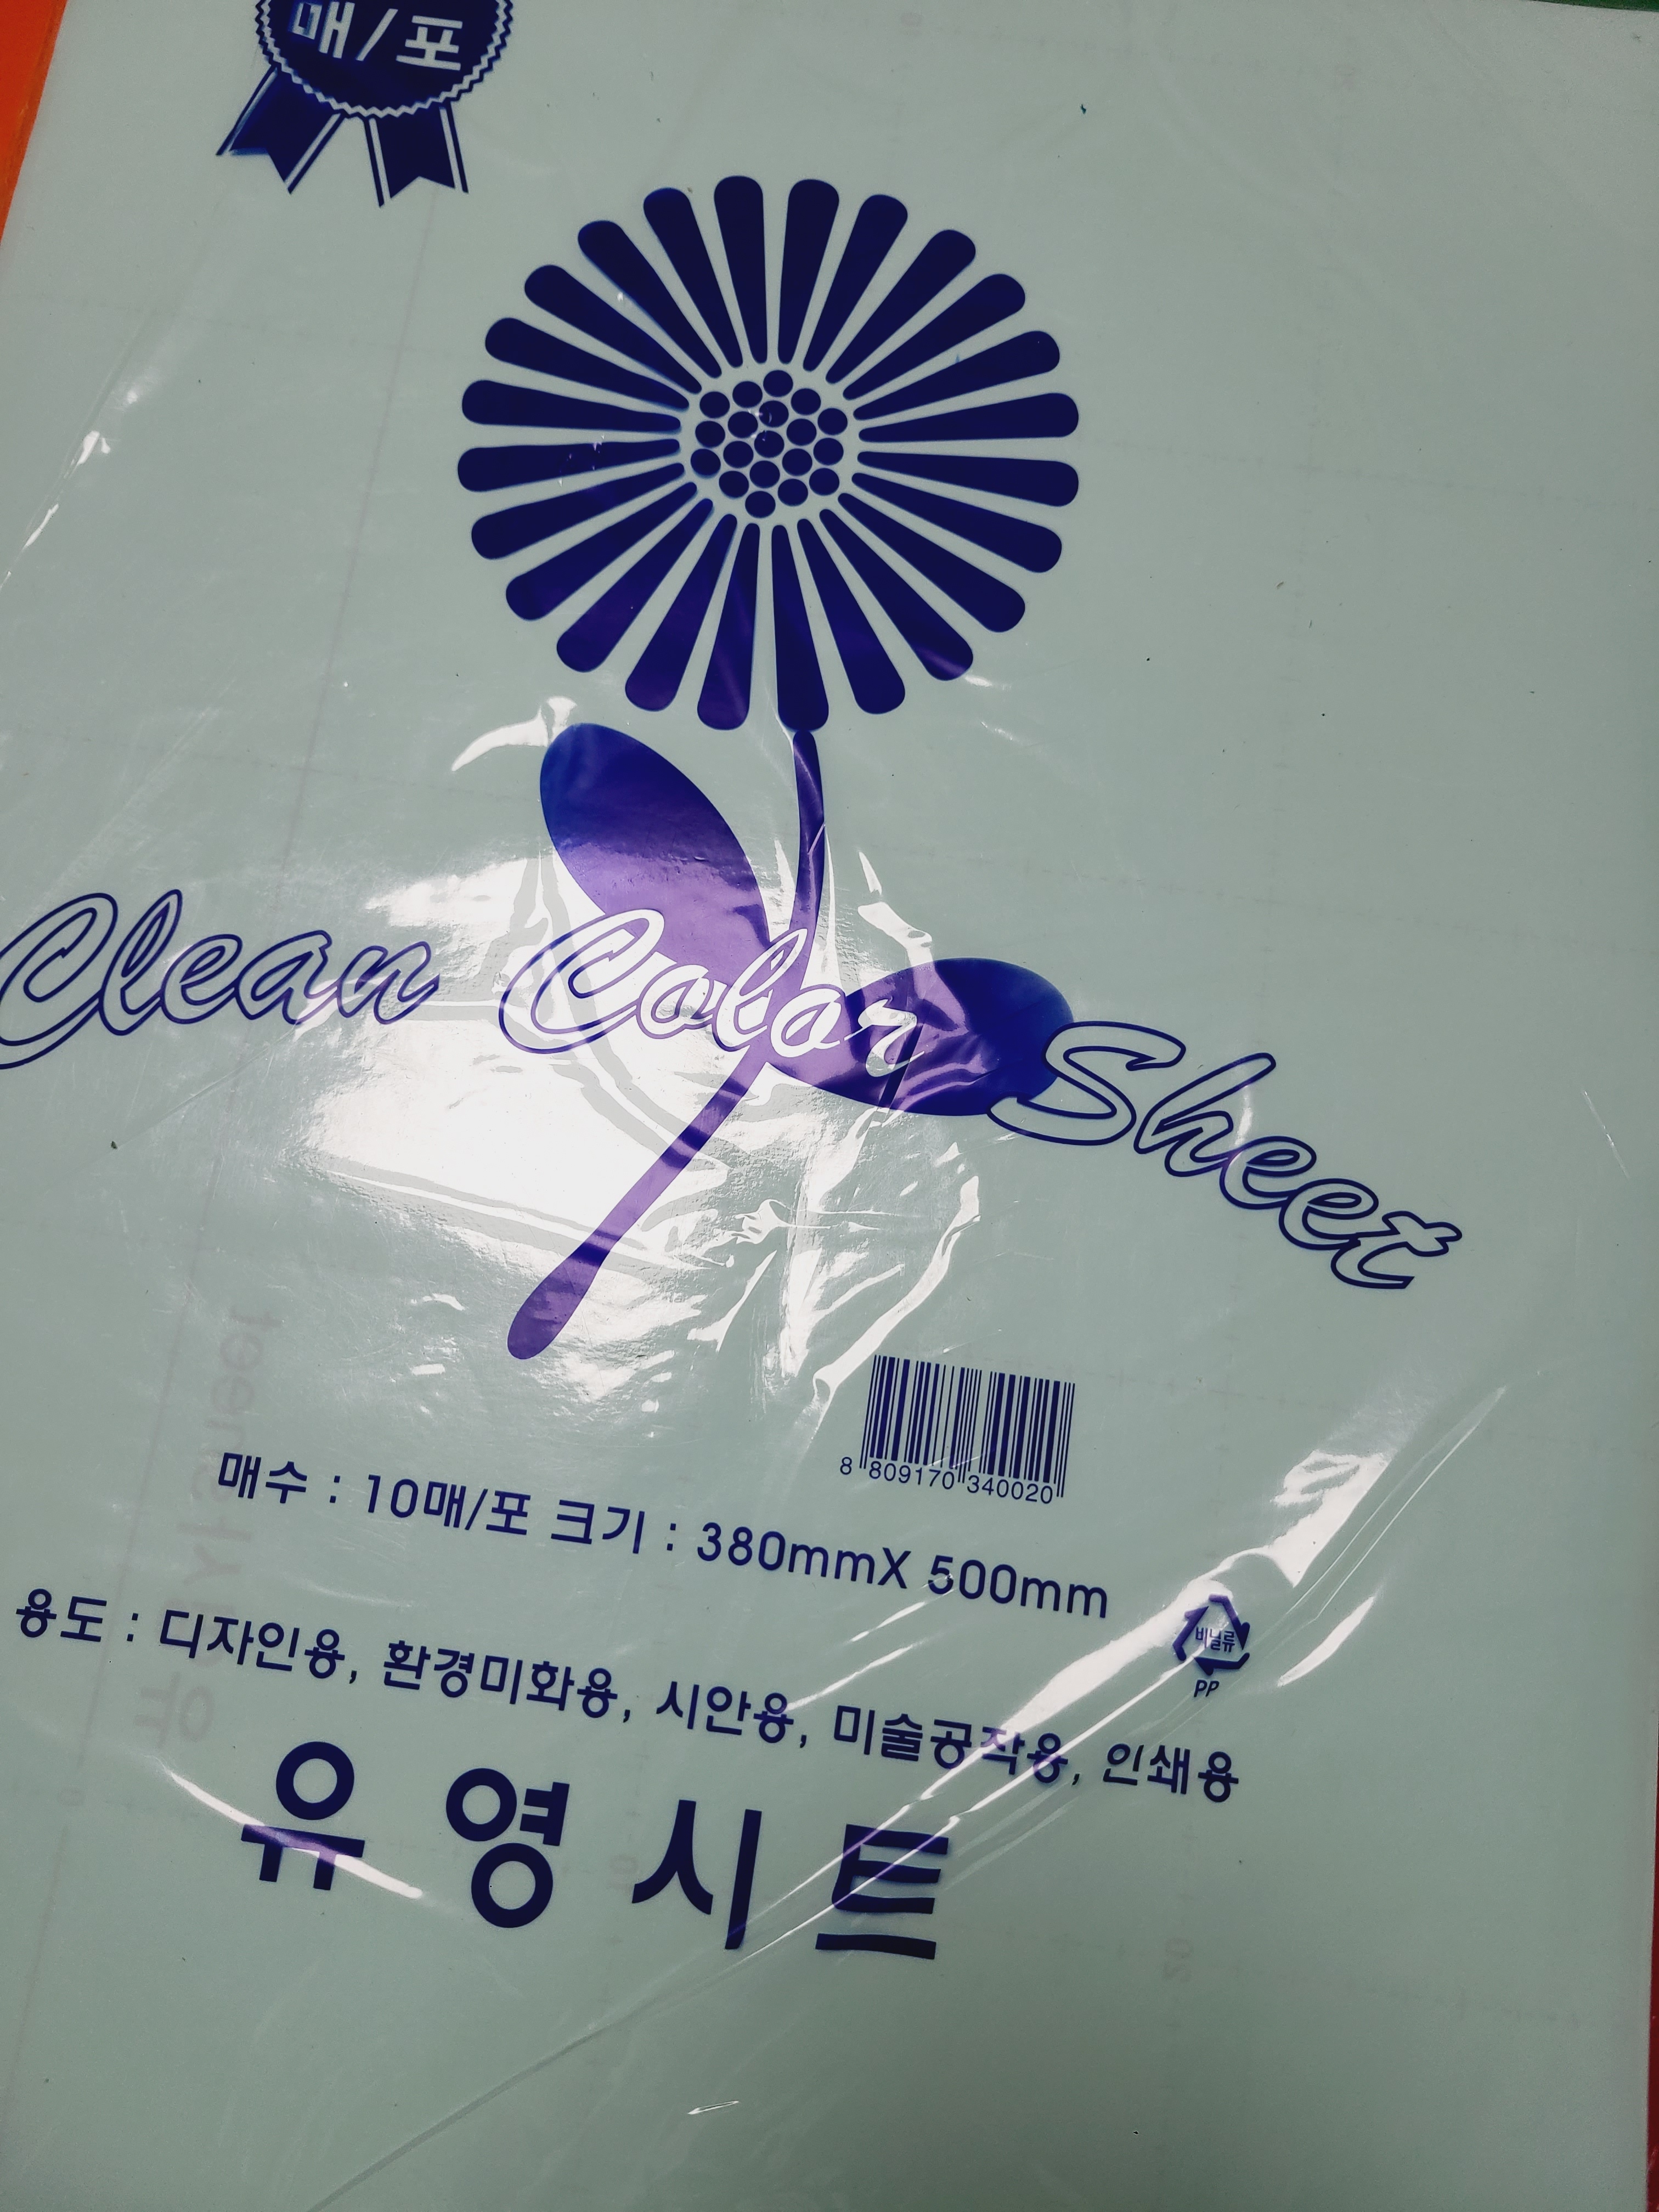 매/포
Clean Color Sheet
8 809170 340020
매수 : 10매/포 크기 : 380mmX 500mm
비닐류
PP
용도 : 디자인용, 환경미화용, 시안용, 미술공작용, 인쇄용
유영시트